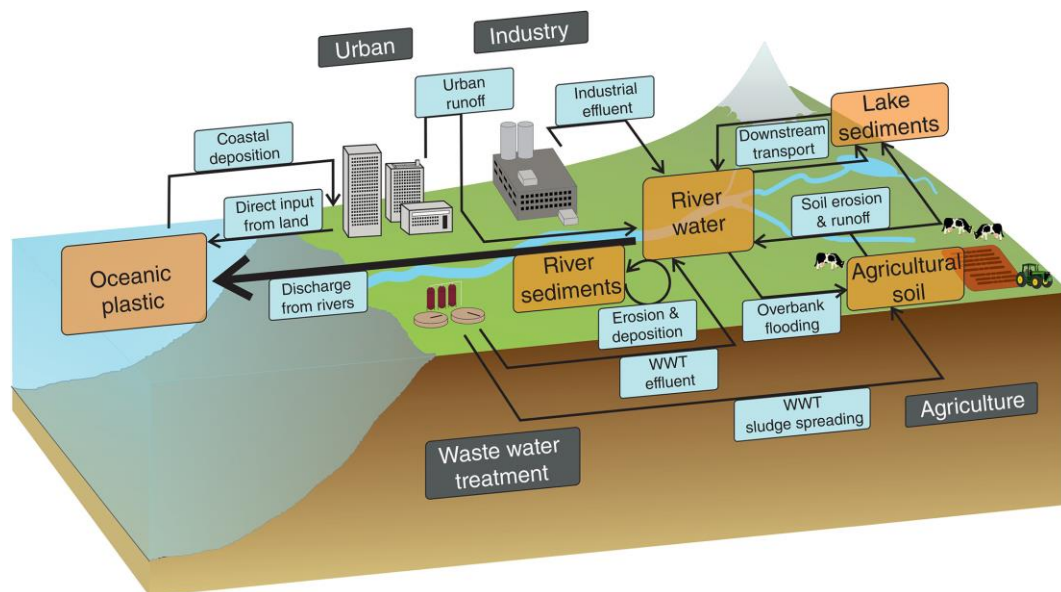 Urban
Industry
Urban
runoff
Industrial
effluent
Lake
sediments
Coastal
deposition
Downstream
transport
Direct input
from land
River
water
Soil erosion
& runoff
Oceanic
plastic
Discharge
from rivers
River
sediments
Agricultural
soil
Erosion &
deposition
Overbank
flooding
WWT
effluent
WWT
sludge spreading
Agriculture
Waste water
treatment